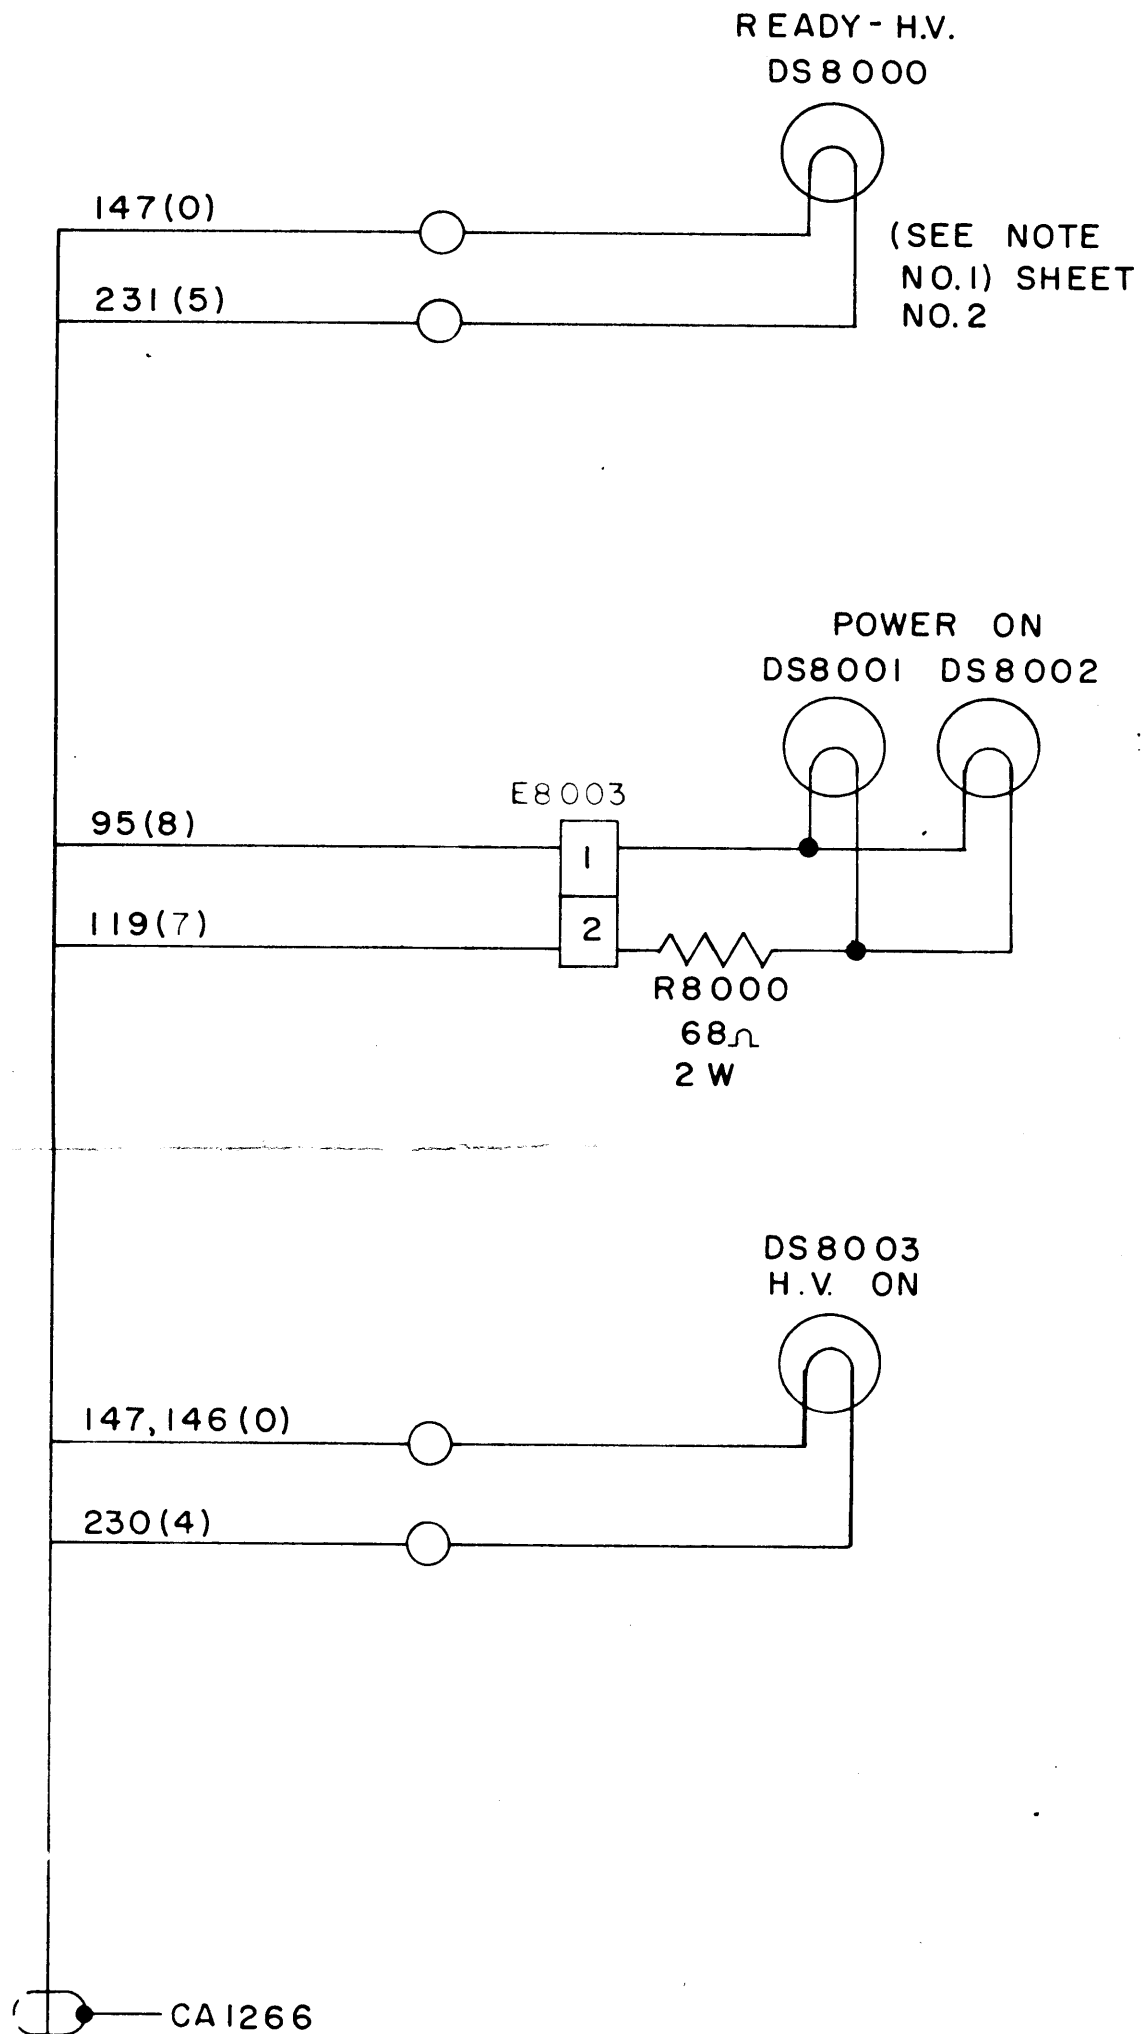 READY - H.V.
DS8000
147(0)
(SEE NOTE
NO.1) SHEET
NO.2
231(5)
POWER ON
DS8001 DS8002
E8003
95(8)
1
119(7)
2
R8000
68Ω
2 W
DS8003
H.V. ON
147,146(0)
230(4)
CA1266